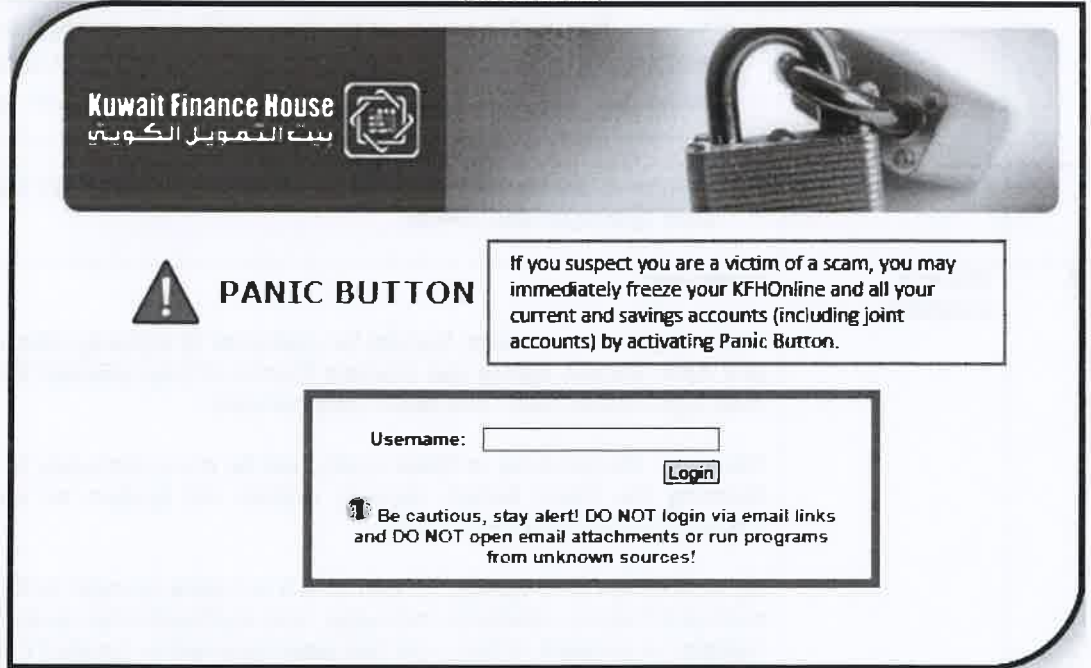 Kuwait Finance House
بيت التمويل الكويتي
PANIC BUTTON
If you suspect you are a victim of a scam, you may
immediately freeze your KFHOnline and all your
current and savings accounts (including joint
accounts) by activating Panic Button.
Username:
Login
Be cautious, stay alert! DO NOT login via email links
and DO NOT open email attachments or run programs
from unknown sources!